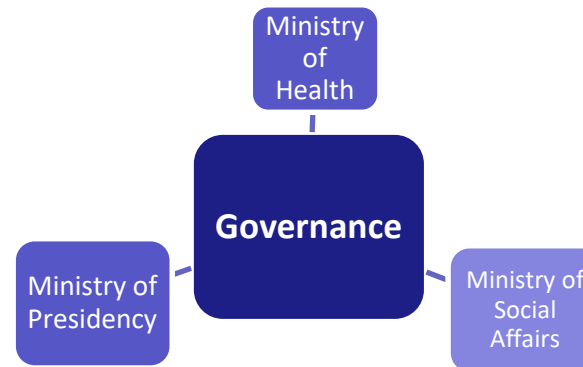 Ministry
of
Health
Governance
Ministry of
Presidency
Ministry of
Social
Affairs